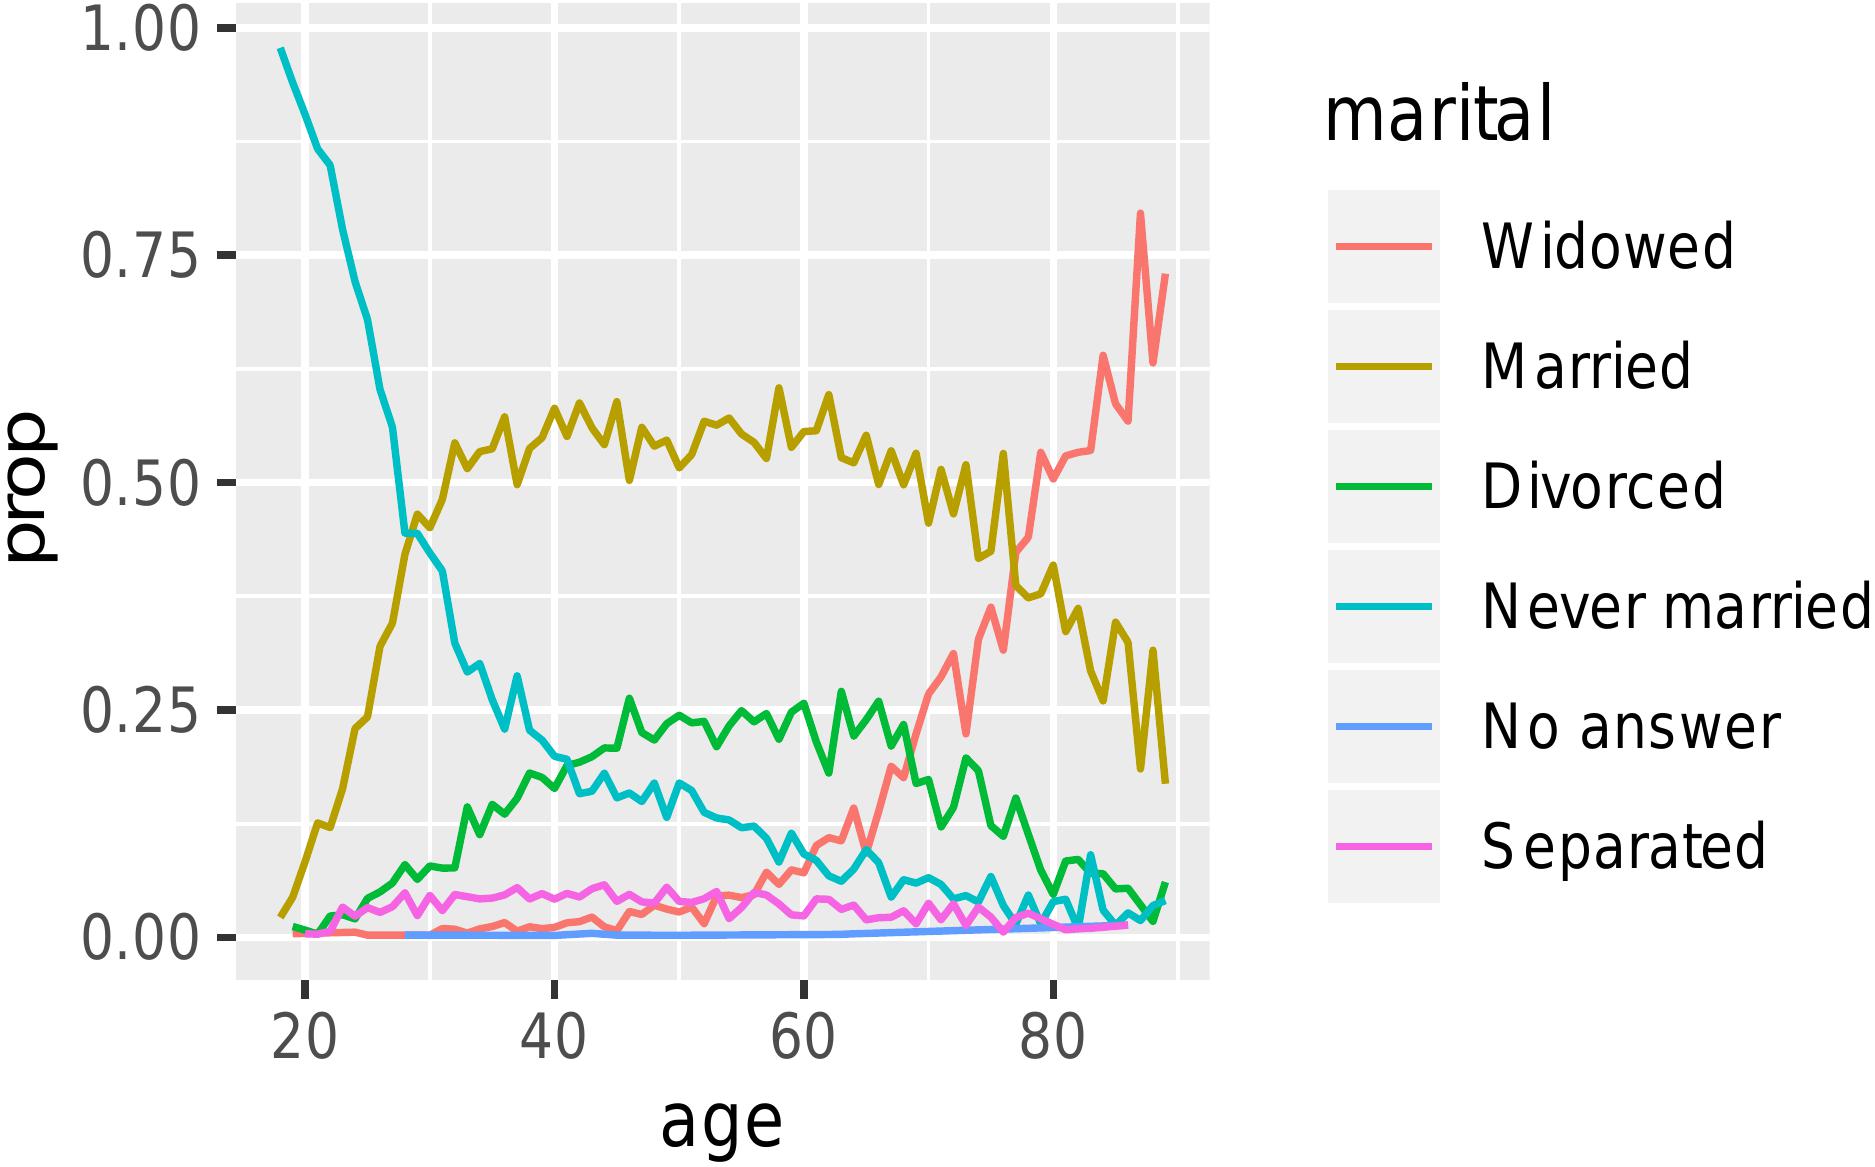 1.00
0.75
0.50
0.25
0.00
prop
20 40 60 80
age
marital
Widowed
Married
Divorced
Never married
No answer
Separated